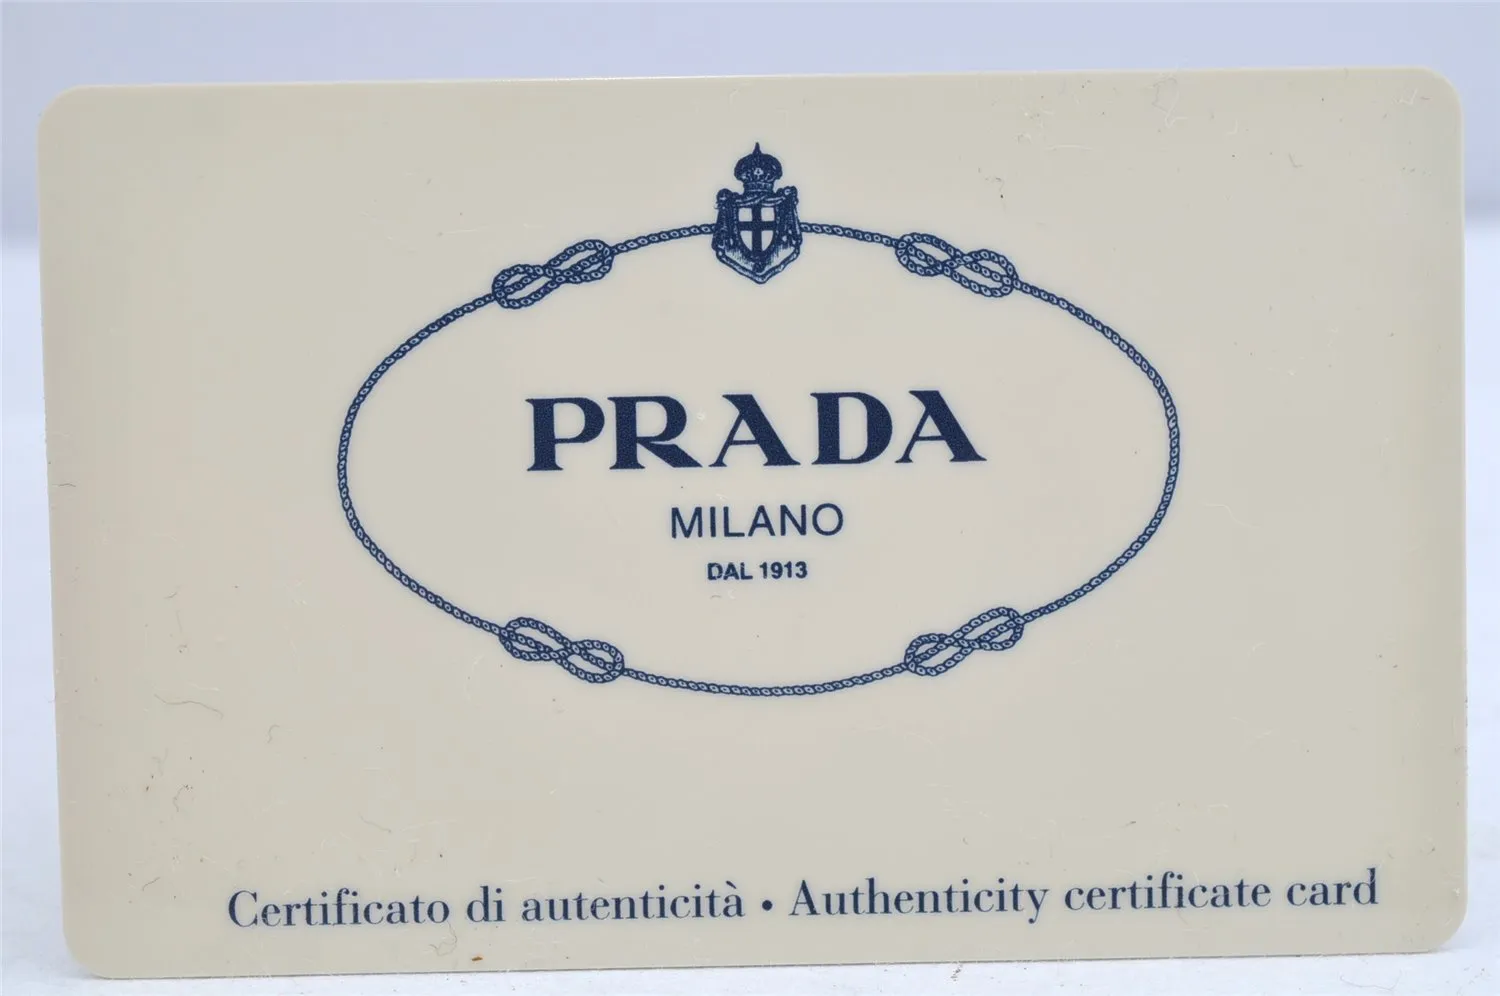 PRADA
MILANO
DAL 1913
Certificato di autenticità • Authenticity certificate card